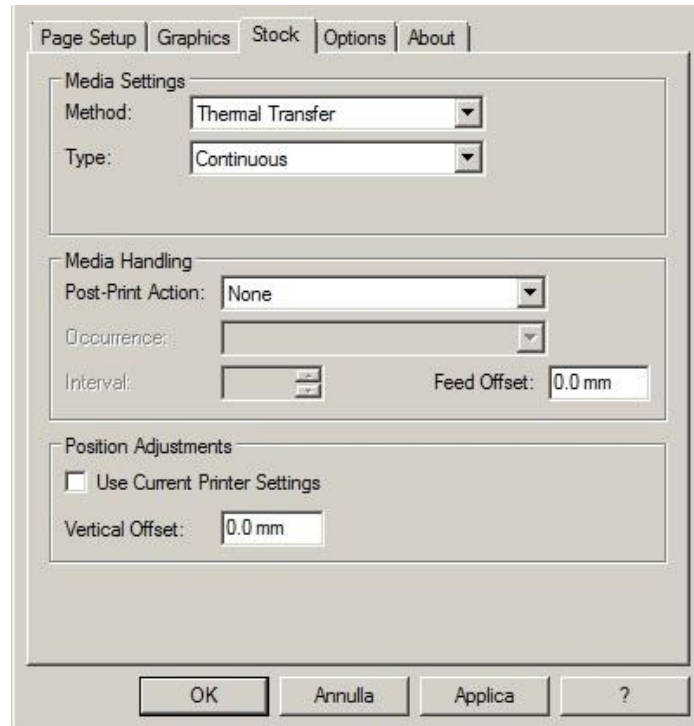 Page Setup Graphics Stock Options About
Media Settings
Method: Thermal Transfer
Type: Continuous
Media Handling
Post-Print Action: None
Occurrence:
Interval: Feed Offset: 0.0 mm
Position Adjustments
Use Current Printer Settings
Vertical Offset: 0.0 mm
OK Annulla Applica ?